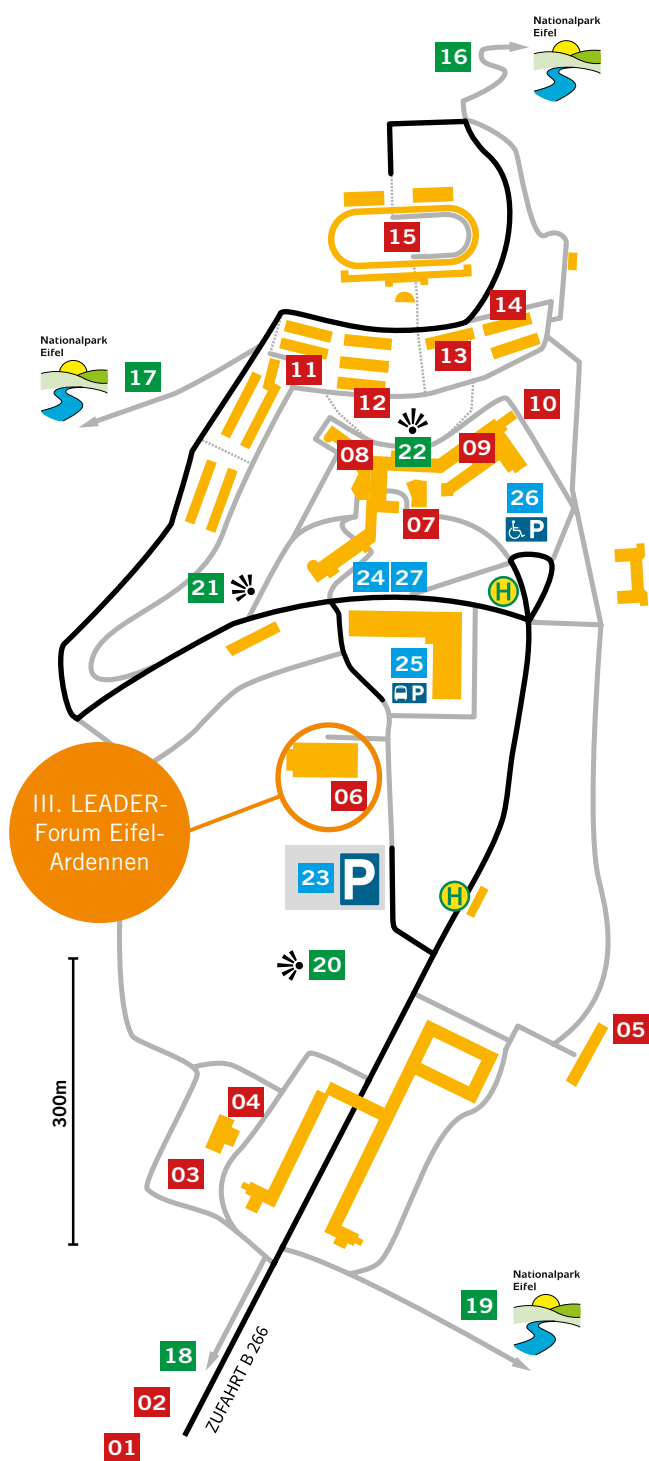 Nationalpark
Eifel
16
15
14
Nationalpark
Eifel
17
11
13
12
10
08
22
09
26
P
07
21
24
27
H
25
P
III. LEADER-
Forum Eifel-
Ardennen
06
23
P
H
20
05
300m
04
03
Nationalpark
Eifel
19
18
ZUFAHRT B 266
02
01